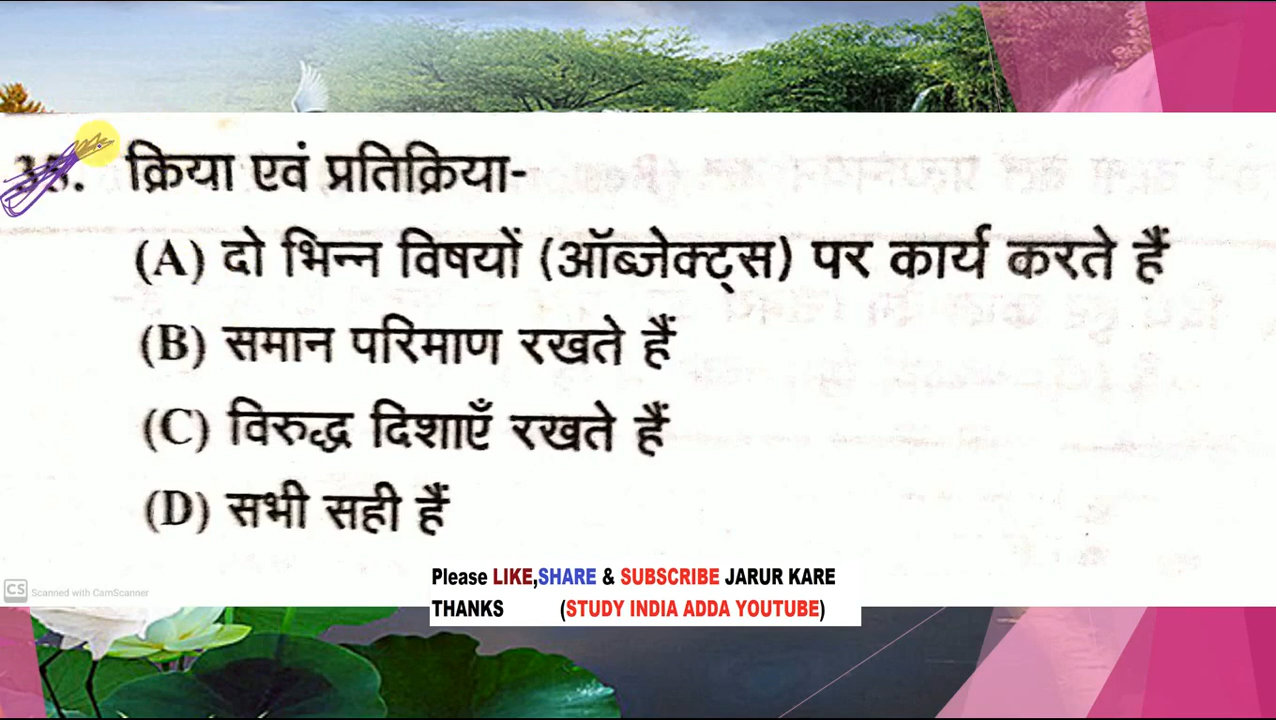 क्रिया एवं प्रतिक्रिया-
(A) दो भिन्न विषयों (ऑब्जेक्ट्स) पर कार्य करते हैं
(B) समान परिमाण रखते हैं
(C) विरुद्ध दिशाएँ रखते हैं
(D) सभी सही हैं
Please LIKE,SHARE & SUBSCRIBE JARUR KARE
THANKS (STUDY INDIA ADDA YOUTUBE)
CS Scanned with CamScanner